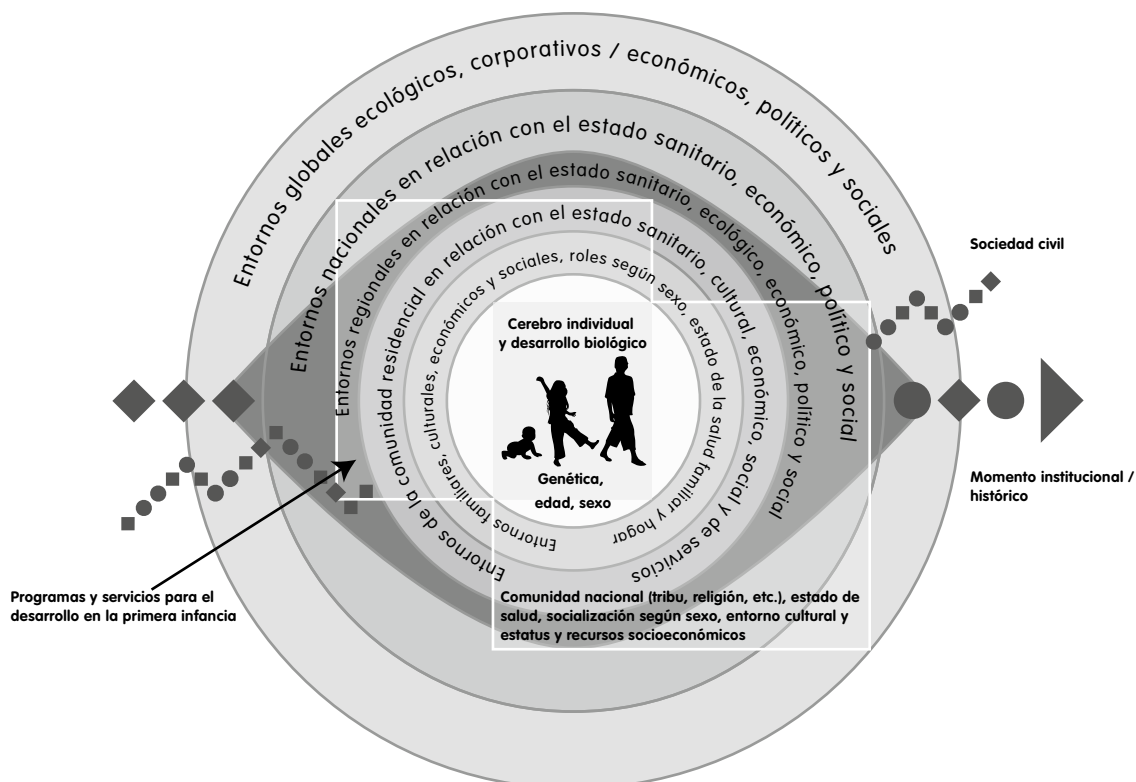 Entornos globales ecológicos, corporativos / económicos, políticos y sociales
Entornos nacionales en relación con el estado sanitario, económico, político y social
Entornos regionales en relación con el estado sanitario, ecológico, económico, político y social
Entornos de la comunidad residencial en relación con el estado sanitario, cultural, económico, social y de servicios
Entornos familiares, culturales, económicos y sociales, roles según sexo, estado de la salud familiar y hogar
Cerebro individual
y desarrollo biológico
Genética,
edad, sexo
Sociedad civil
Momento institucional /
histórico
Programas y servicios para el
desarrollo en la primera infancia
Comunidad nacional (tribu, religión, etc.), estado de
salud, socialización según sexo, entorno cultural y
estatus y recursos socioeconómicos